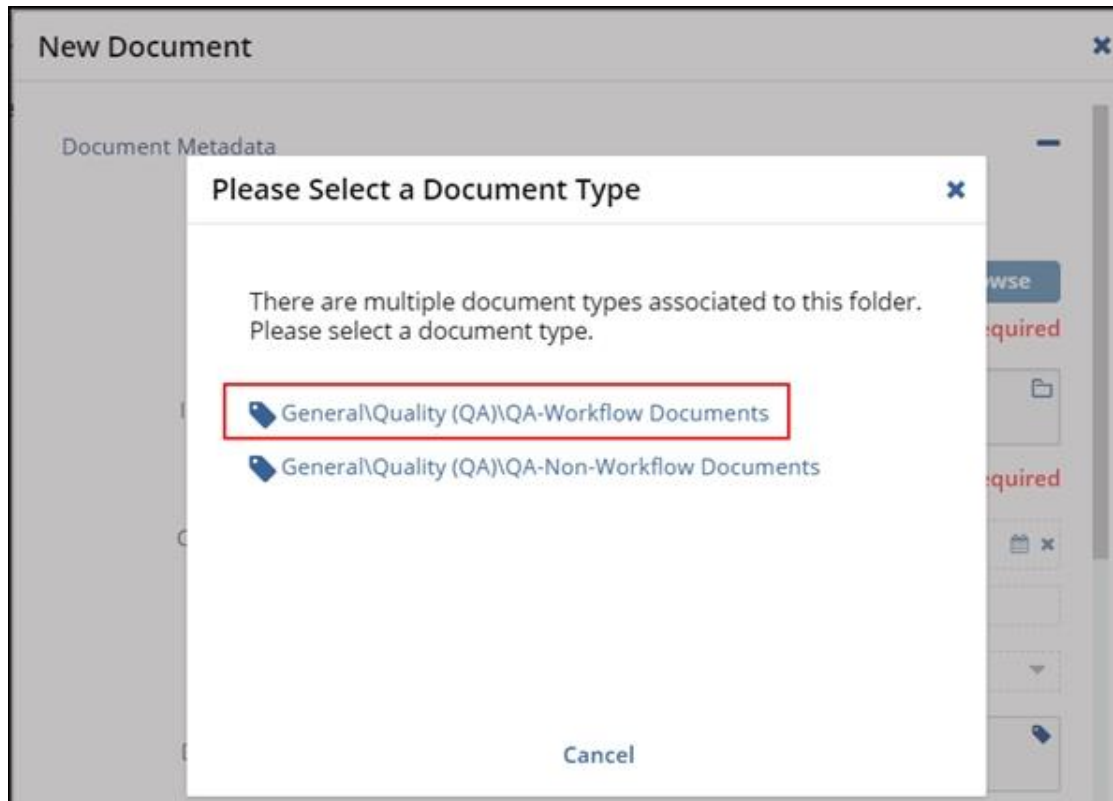 New Document
Document Metadata
Please Select a Document Type
There are multiple document types associated to this folder.
Please select a document type.
General\Quality (QA)\QA-Workflow Documents
General\Quality (QA)\QA-Non-Workflow Documents
Cancel